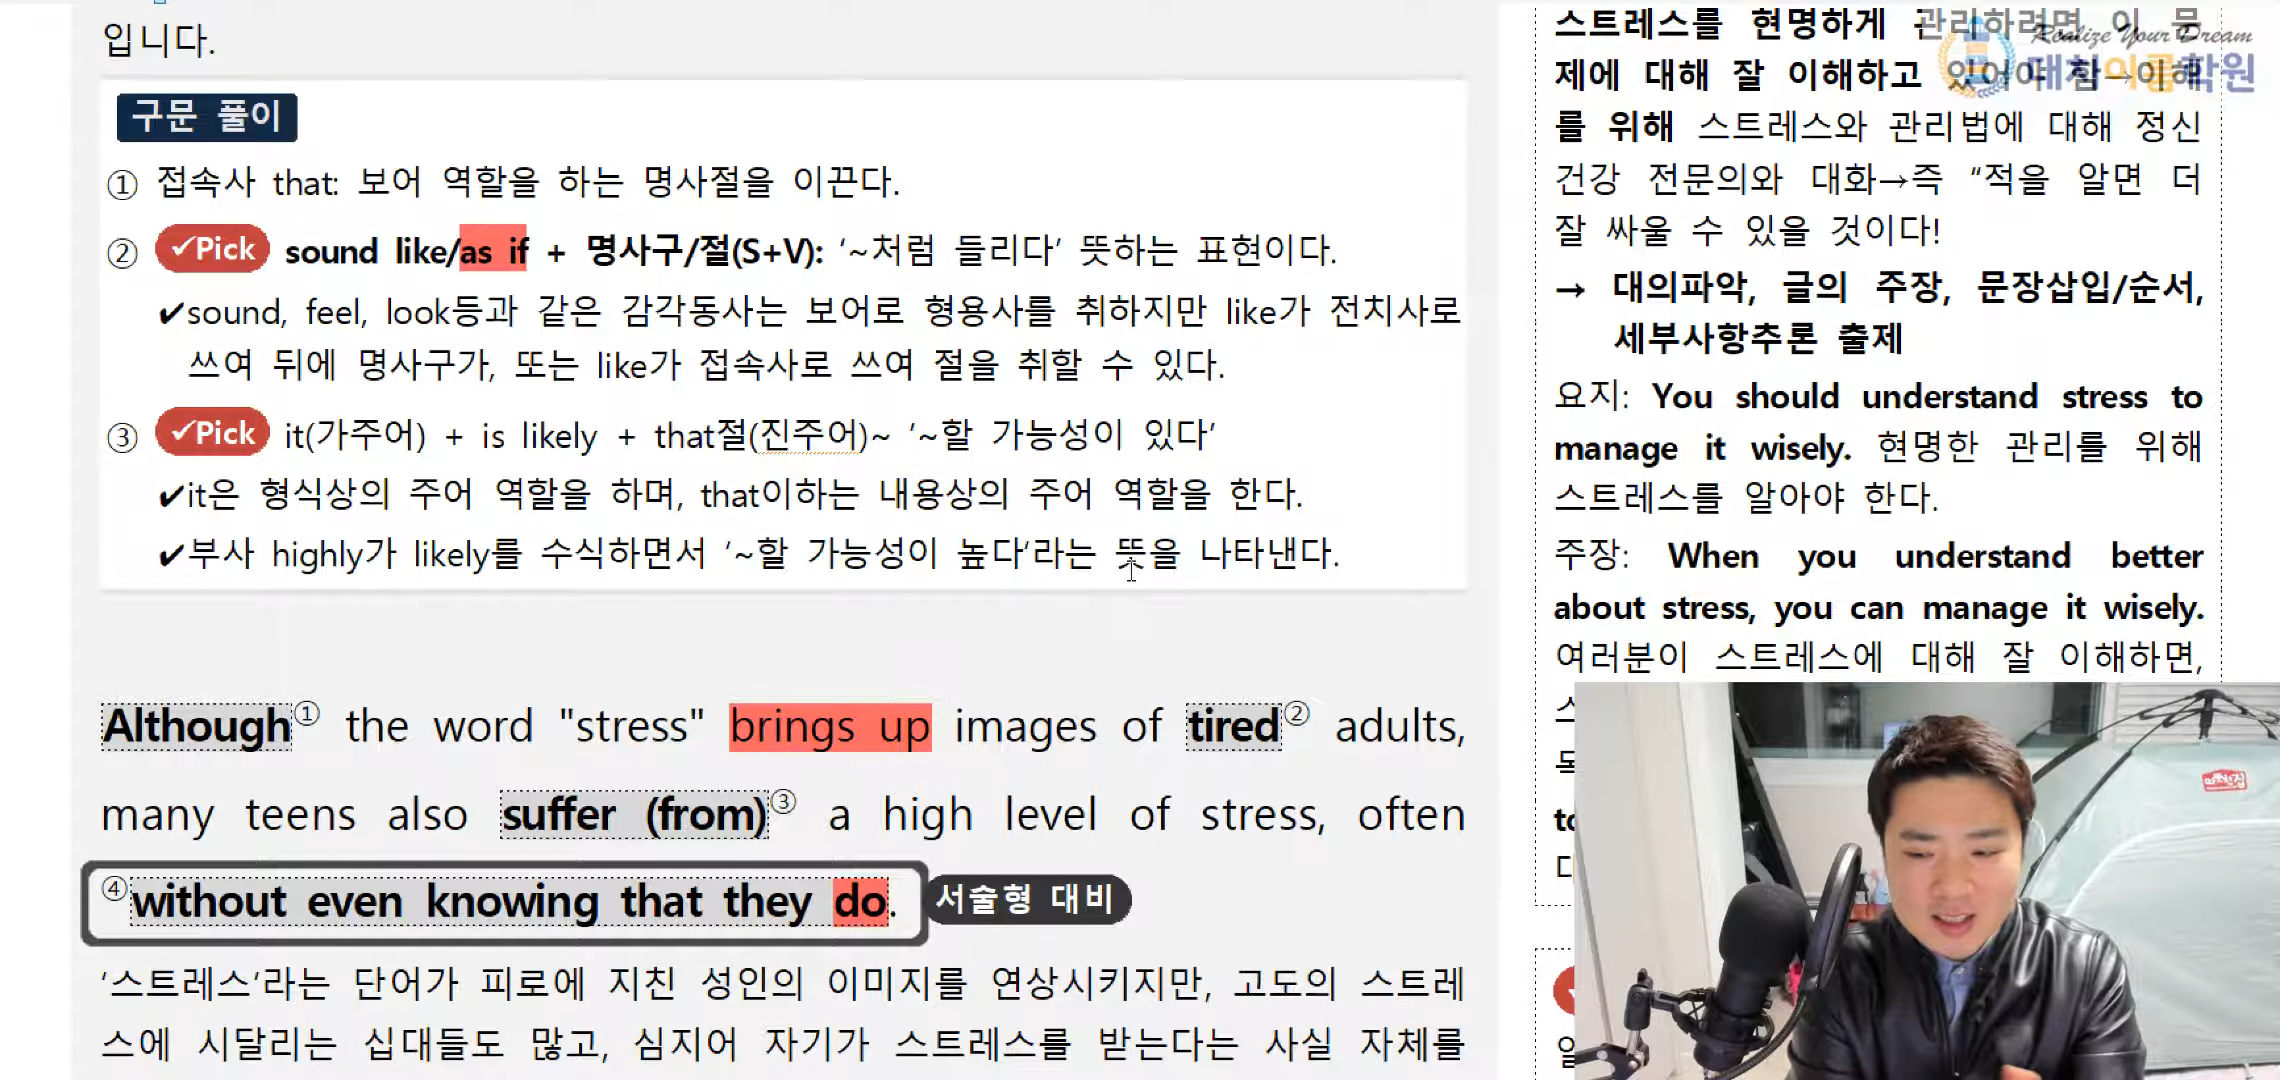 입니다.
구문 풀이
① 접속사 that: 보어 역할을 하는 명사절을 이끈다.
② ✓Pick sound like/as if + 명사구/절(S+V): ‘~처럼 들리다’ 뜻하는 표현이다.
✔sound, feel, look등과 같은 감각동사는 보어로 형용사를 취하지만 like가 전치사로
쓰여 뒤에 명사구가, 또는 like가 접속사로 쓰여 절을 취할 수 있다.
③ ✓Pick it(가주어) + is likely + that절(진주어)~ ‘~할 가능성이 있다’
✔it은 형식상의 주어 역할을 하며, that이하는 내용상의 주어 역할을 한다.
✔부사 highly가 likely를 수식하면서 ‘~할 가능성이 높다’라는 뜻을 나타낸다.
Although① the word "stress" brings up images of tired② adults,
many teens also suffer (from)③ a high level of stress, often
④without even knowing that they do. 서술형 대비
‘스트레스’라는 단어가 피로에 지친 성인의 이미지를 연상시키지만, 고도의 스트레
스에 시달리는 십대들도 많고, 심지어 자기가 스트레스를 받는다는 사실 자체를
스트레스를 현명하게 관리하려면 이 문
제에 대해 잘 이해하고 있어야 함→이해
를 위해 스트레스와 관리법에 대해 정신
건강 전문의와 대화→즉 “적을 알면 더
잘 싸울 수 있을 것이다!
→ 대의파악, 글의 주장, 문장삽입/순서,
세부사항추론 출제
요지: You should understand stress to
manage it wisely. 현명한 관리를 위해
스트레스를 알아야 한다.
주장: When you understand better
about stress, you can manage it wisely.
여러분이 스트레스에 대해 잘 이해하면,
Realize Your Dream
대치이룸학원